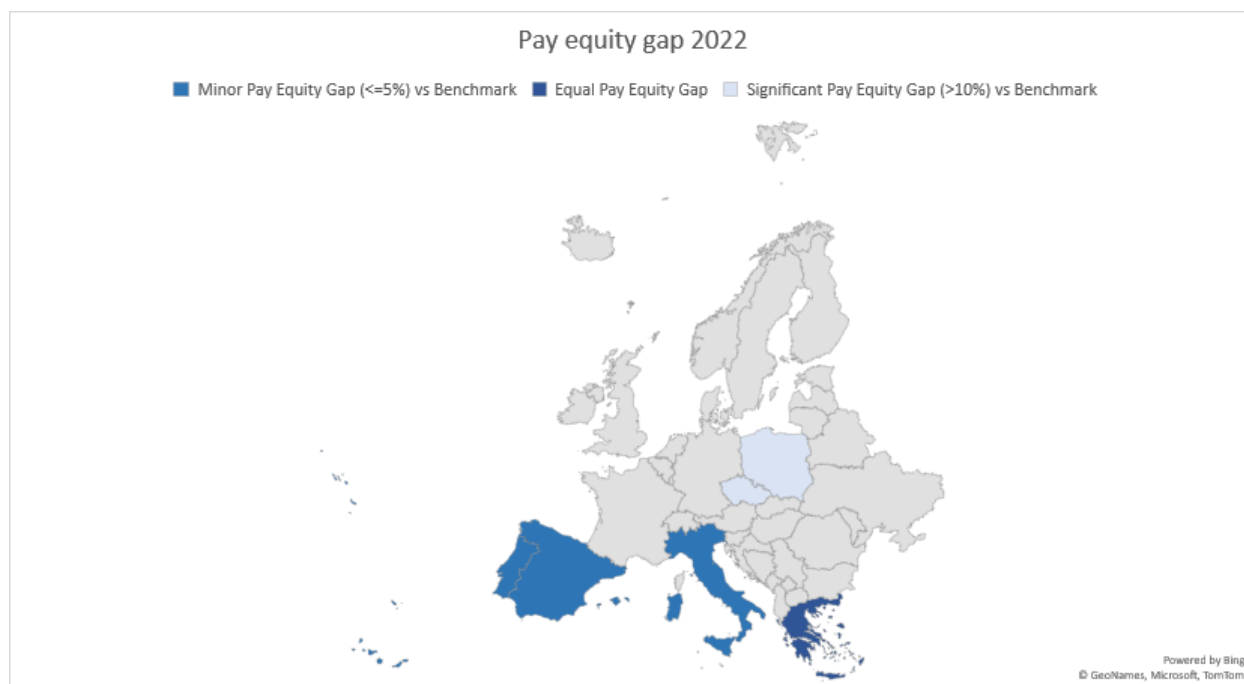 Pay equity gap 2022
Minor Pay Equity Gap (<=5%) vs Benchmark Equal Pay Equity Gap Significant Pay Equity Gap (>10%) vs Benchmark
Powered by Bing
© GeoNames, Microsoft, TomTom